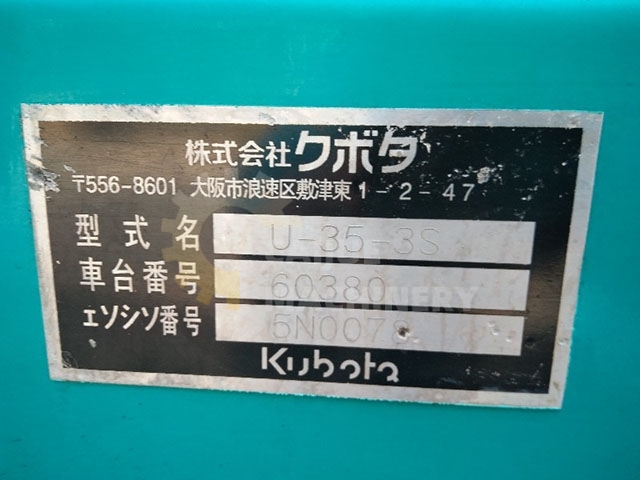 株式会社クボタ
〒556-8601 大阪市浪速区敷津東1-2-47
型式名 U-35-3S
車台番号 60380
エンジン番号
Kubota
MACHINERY